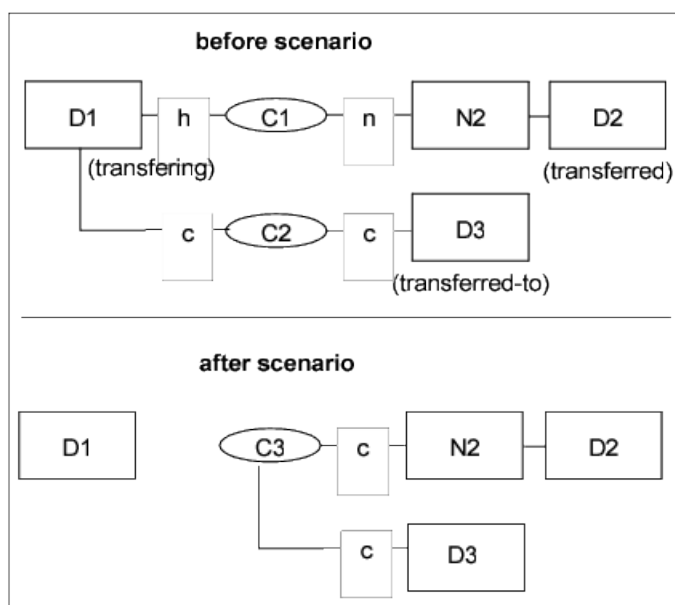 before scenario
D1 h C1 n N2 D2
(transfering) (transferred)
c C2 c D3
(transferred-to)
after scenario
D1 C3 c N2 D2
c D3